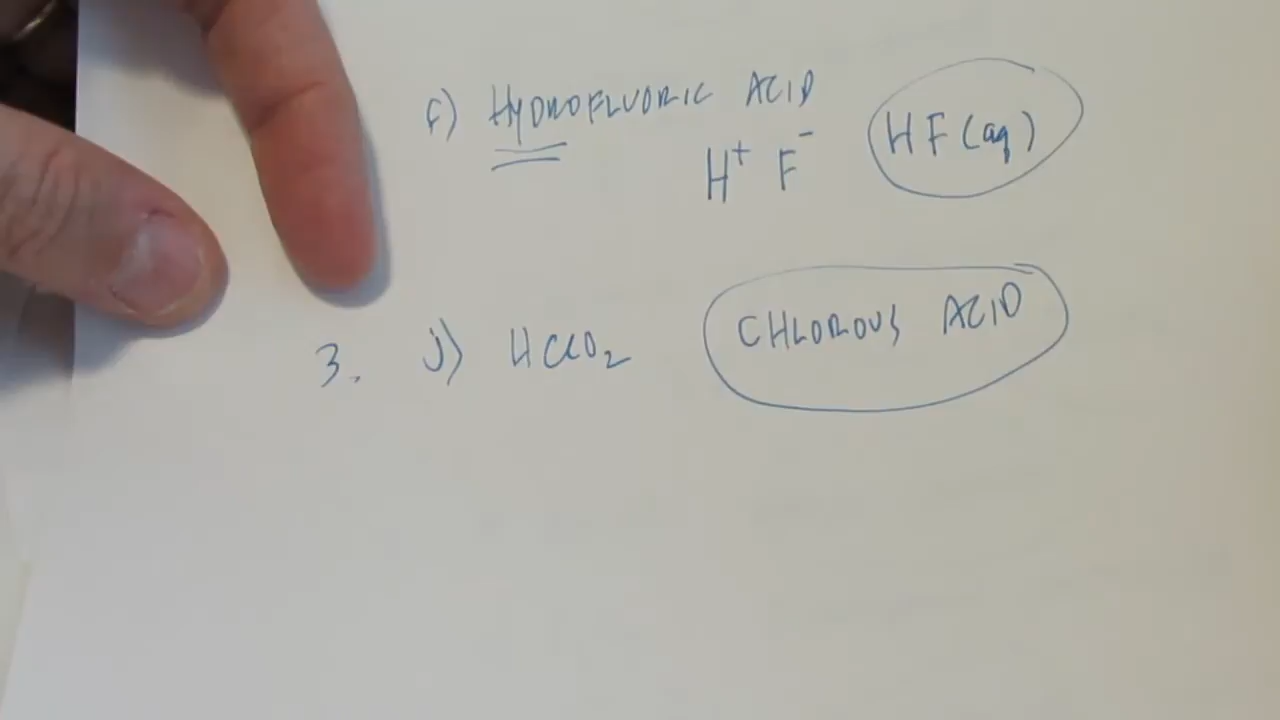 f) HYDROFLUORIC ACID
H⁺ F⁻ HF(aq)
3. j) HClO₂ CHLOROUS ACID